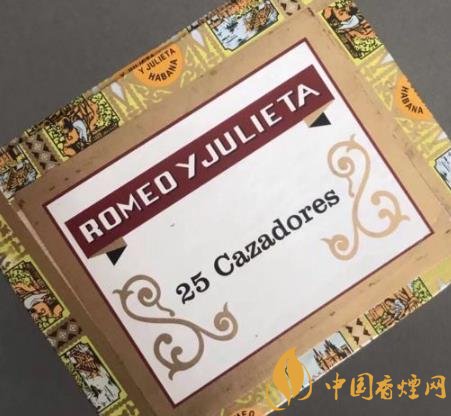 Y JULIETA
HABANA
HABANA
ROMEO Y JULIETA
25 Cazadores
中国香烟网